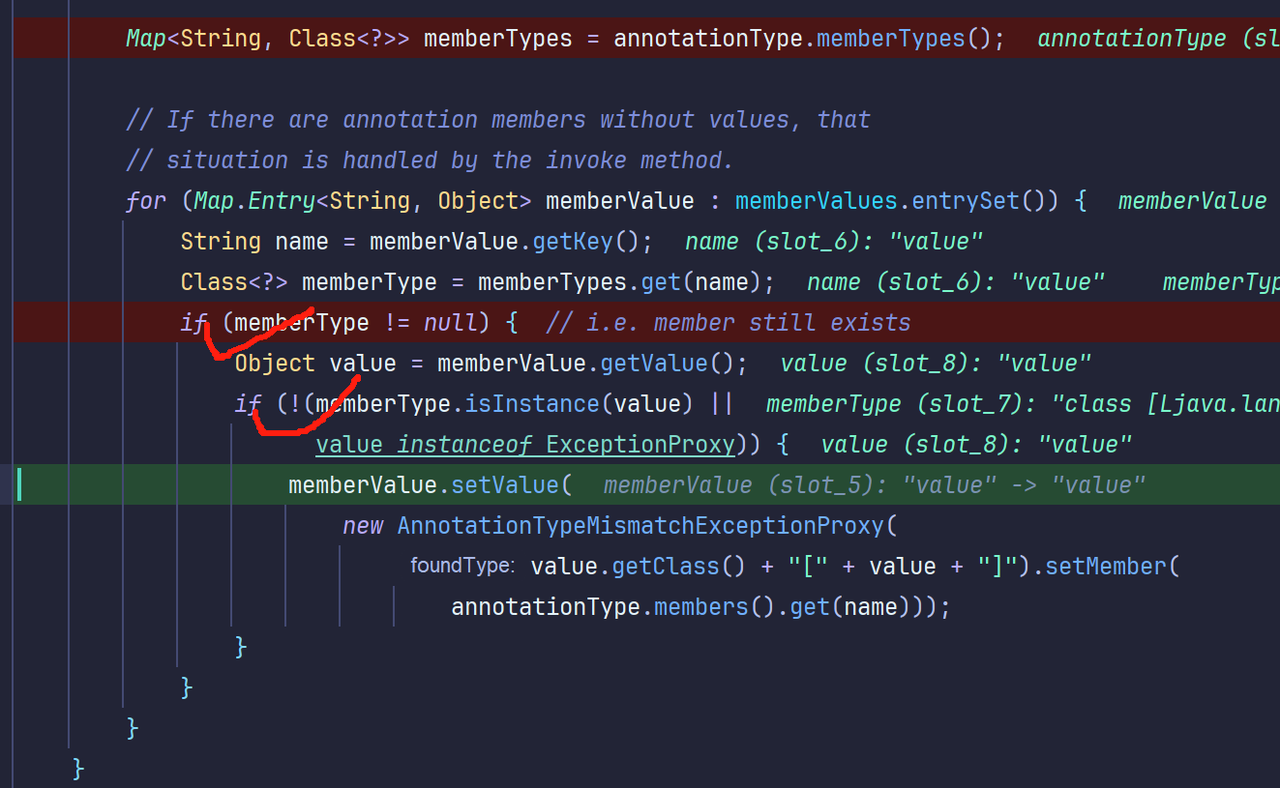 Map<String, Class<?>> memberTypes = annotationType.memberTypes();  annotationType (sl
// If there are annotation members without values, that
// situation is handled by the invoke method.
for (Map.Entry<String, Object> memberValue : memberValues.entrySet()) {  memberValue
String name = memberValue.getKey();  name (slot_6): "value"
Class<?> memberType = memberTypes.get(name);  name (slot_6): "value"  memberTyp
if (memberType != null) {  // i.e. member still exists
Object value = memberValue.getValue();  value (slot_8): "value"
if (!(memberType.isInstance(value) ||  memberType (slot_7): "class [Ljava.lan
value instanceof ExceptionProxy)) {  value (slot_8): "value"
memberValue.setValue(  memberValue (slot_5): "value" -> "value"
new AnnotationTypeMismatchExceptionProxy(
foundType: value.getClass() + "[" + value + "]").setMember(
annotationType.members().get(name)));
}
}
}
}